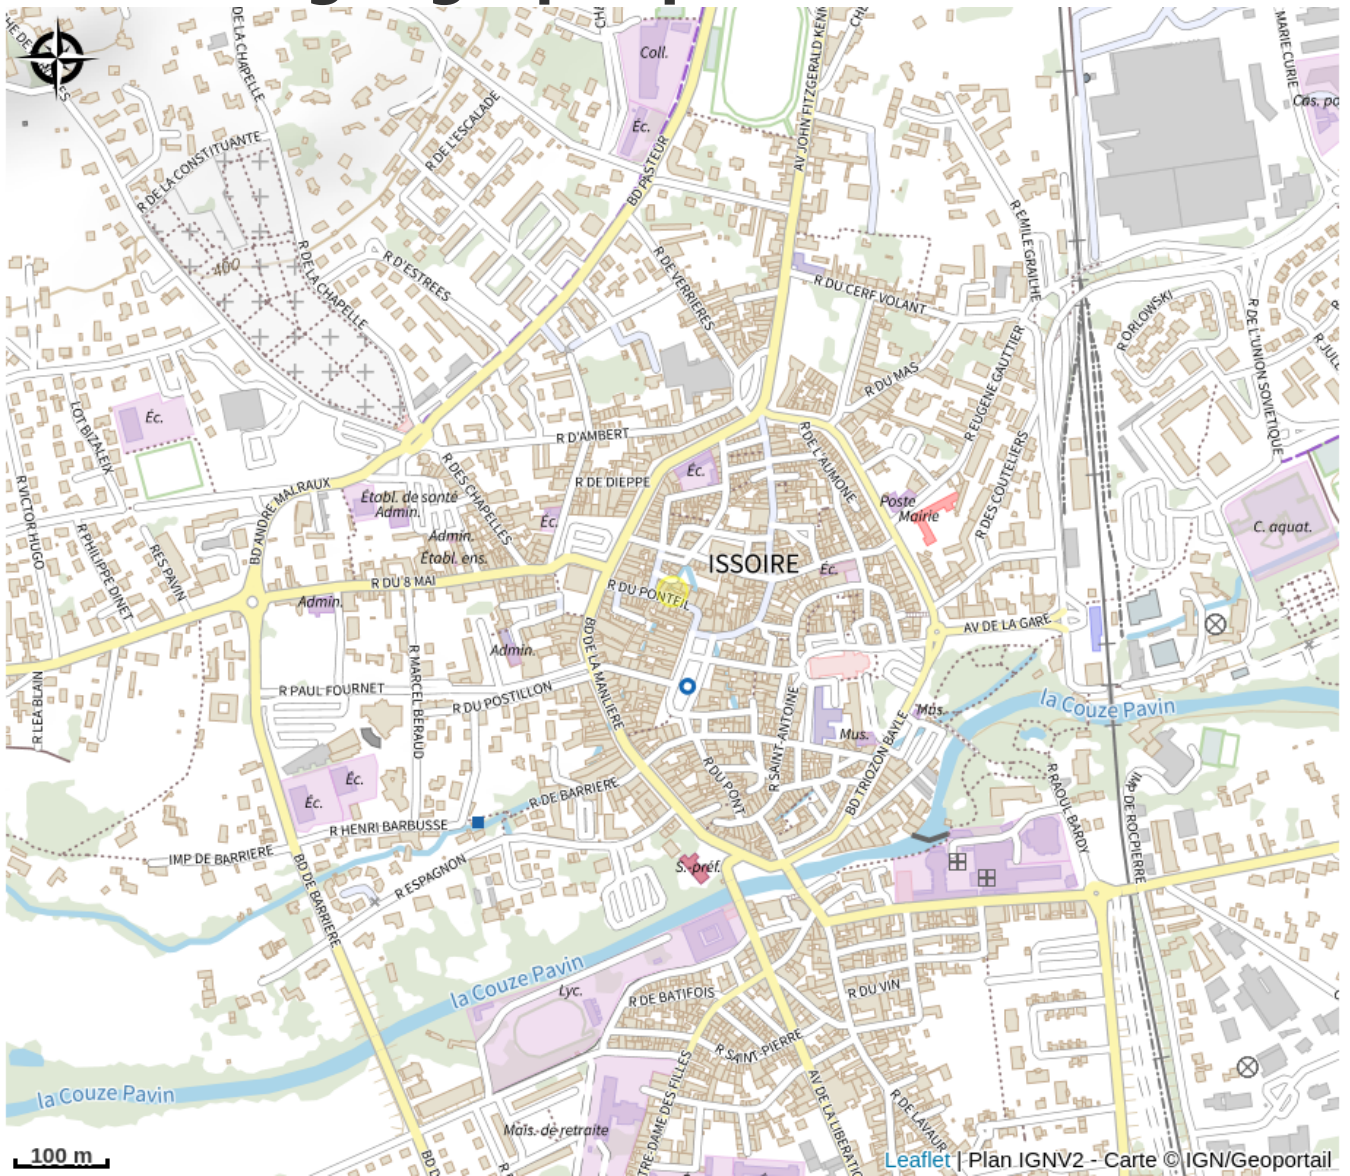 DE LA CHAPELLE
Coll.
AV JOHN FITZGERALD KENN
MARIE CURIE
R DE L'ESCALADE
Éc.
R DE LA CONSTITUANTE
BD PASTEUR
R EMILE GRAILHE
400
R DE LA CHAPELLE
R D'ESTREES
R DE VERRIERES
R DU CERF VOLANT
R ORLOWSKI
R DE L'UNION SOVIETIQUE
R EUGENE GAUTTIER
R DU MAS
Éc.
LOT BIZALEIX
R D'AMBERT
R DE L'AUMONE
R DES COUTELIERS
R DES CHAPELLES
Éc.
R DE DIEPPE
R VICTOR HUGO
BD ANDRE MALRAUX
Établ. de santé
Admin.
Poste
Mairie
C. aquat.
Éc.
Admin.
Établ. ens.
R PHILIPPE DINET
RES PAVIN
ISSOIRE
Éc.
R DU 8 MAI
R DU PONTEIL
Admin.
AV DE LA GARE
Admin.
BD DE LA MANLIERE
R MARCEL BERAUD
R LEA BLAIN
R PAUL FOURNET
R DU POSTILLON
la Couze Pavin
R SAINT-ANTOINE
Mus.
Mus.
BD TRIOZON BAYLE
R DU PONT
Éc.
Éc.
R DE BARRIERE
R RAOUL BARDY
IMP DE ROCPIERRE
R HENRI BARBUSSE
IMP DE BARRIERE
S.-préf.
R ESPAGNON
BD DE BARRIERE
la Couze Pavin
Lyc.
R DE BATIFOIS
R DU VIN
R SAINT-PIERRE
la Couze Pavin
AV DE LA LIBERATIO
R DE LAVAUR
TRE-DAME DES FILLES
Mais. de retraite
100 m
Leaflet | Plan IGNV2 - Carte © IGN/Geoportail